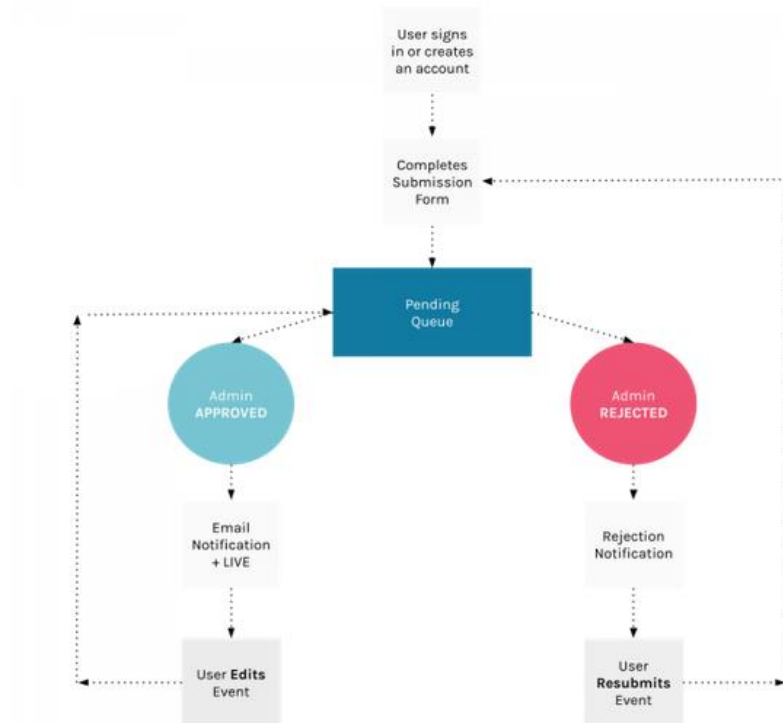 User signs
in or creates
an account
Completes
Submission
Form
Pending
Queue
Admin
APPROVED
Admin
REJECTED
Email
Notification
+ LIVE
Rejection
Notification
User Edits
Event
User
Resubmits
Event